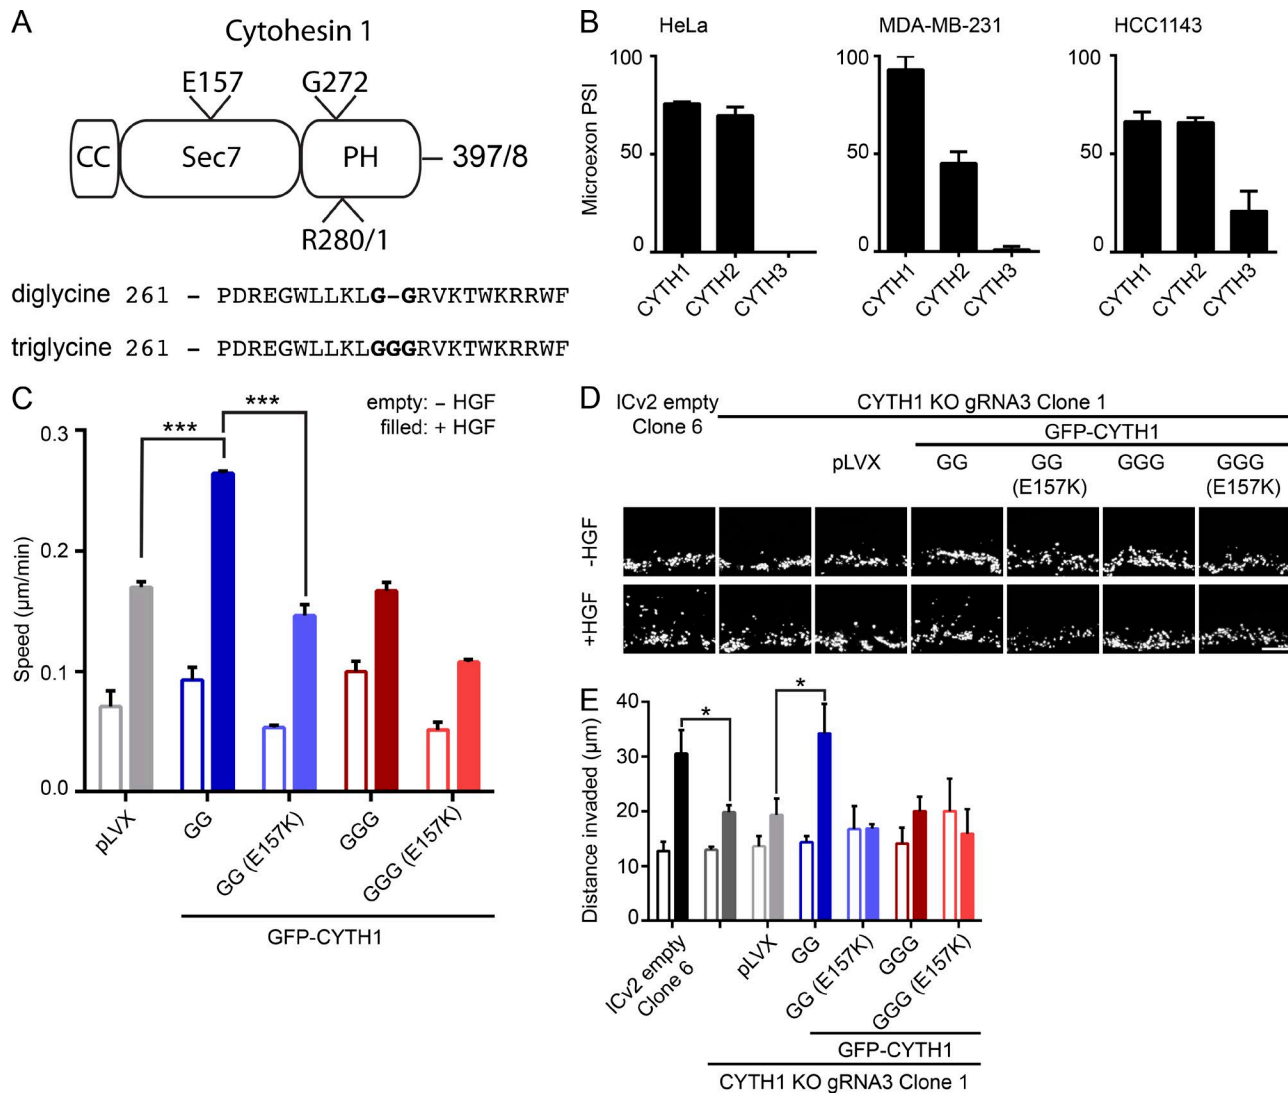 A
Cytohesin 1
E157
G272
CC
Sec7
PH
397/8
R280/1
diglycine 261 – PDREGWLLKLG–GRVKTWKRRWF
triglycine 261 – PDREGWLLKLGGGRVKTWKRRWF
B
HeLa
MDA-MB-231
HCC1143
Microexon PSI
100
50
0
CYTH1
CYTH2
CYTH3
100
50
0
CYTH1
CYTH2
CYTH3
100
50
0
CYTH1
CYTH2
CYTH3
C
empty: – HGF
filled: + HGF
***
***
Speed (µm/min)
0.3
0.2
0.1
0.0
pLVX
GG
GG (E157K)
GGG
GGG (E157K)
GFP-CYTH1
D
ICv2 empty
Clone 6
CYTH1 KO gRNA3 Clone 1
GFP-CYTH1
pLVX
GG
GG
(E157K)
GGG
GGG
(E157K)
-HGF
+HGF
E
Distance invaded (µm)
40
30
20
10
0
*
*
ICv2 empty
Clone 6
pLVX
GG
GG (E157K)
GGG
GGG (E157K)
GFP-CYTH1
CYTH1 KO gRNA3 Clone 1